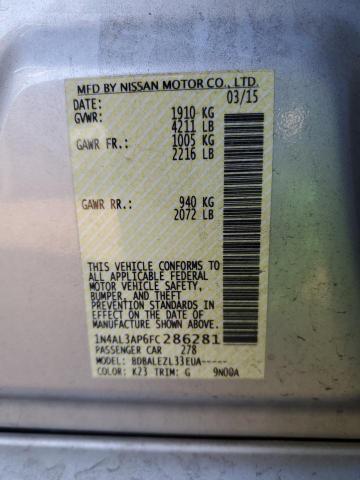 MFD BY NISSAN MOTOR CO., LTD.
DATE: 03/15
GVWR: 1910 KG
4211 LB
GAWR FR.: 1005 KG
2216 LB
GAWR RR.: 940 KG
2072 LB
THIS VEHICLE CONFORMS TO
ALL APPLICABLE FEDERAL
MOTOR VEHICLE SAFETY,
BUMPER, AND THEFT
PREVENTION STANDARDS IN
EFFECT ON THE DATE OF
MANUFACTURE SHOWN ABOVE.
1N4AL3AP6FC286281
PASSENGER CAR 278
MODEL: BDBALEZL33EUA-----
COLOR: K23 TRIM: G 9N00A